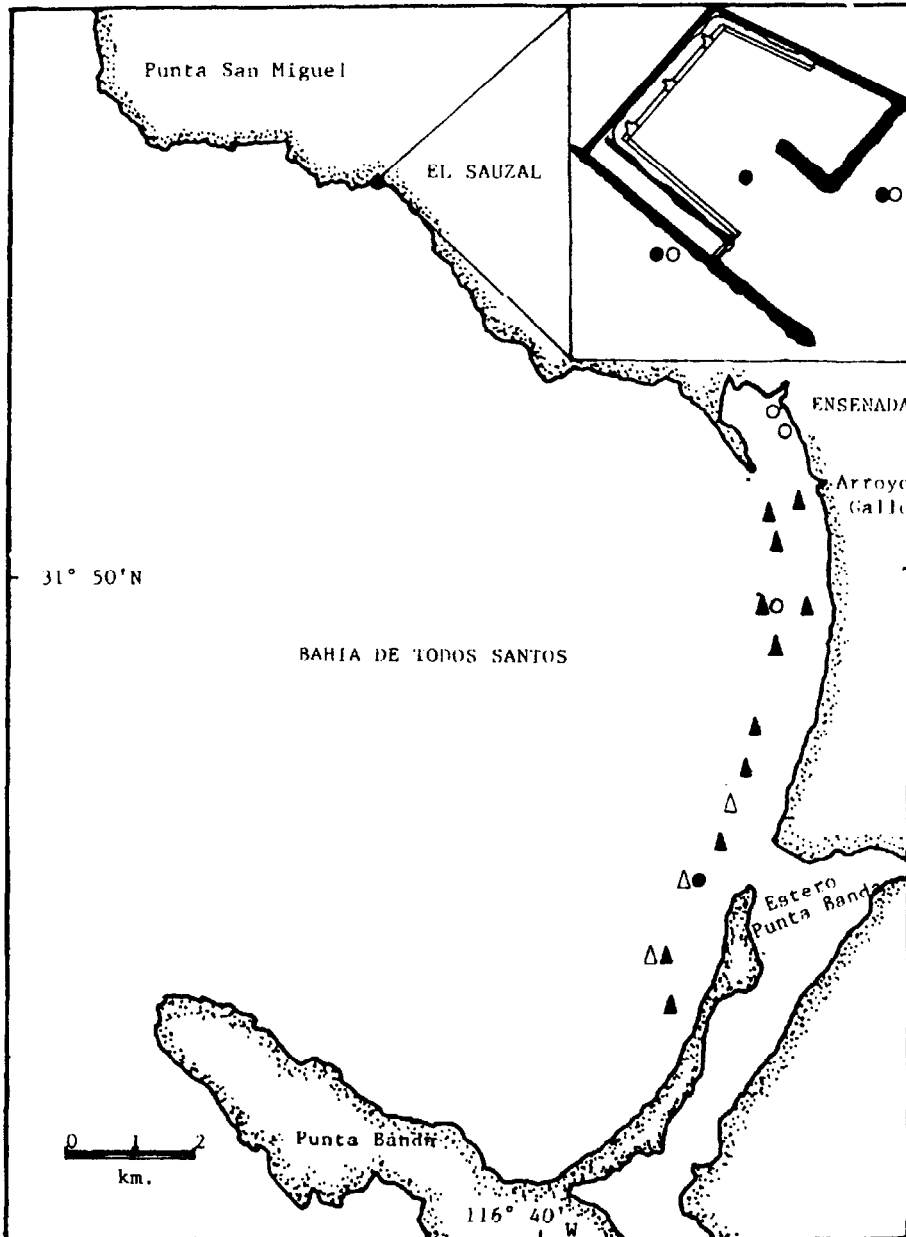 Punta San Miguel
EL SAUZAL
ENSENADA
Arroyo
31° 50'N
BAHIA DE TODOS SANTOS
Estero
Punta Banda
0 1 2
km.
Punta Banda
116° 40'
W